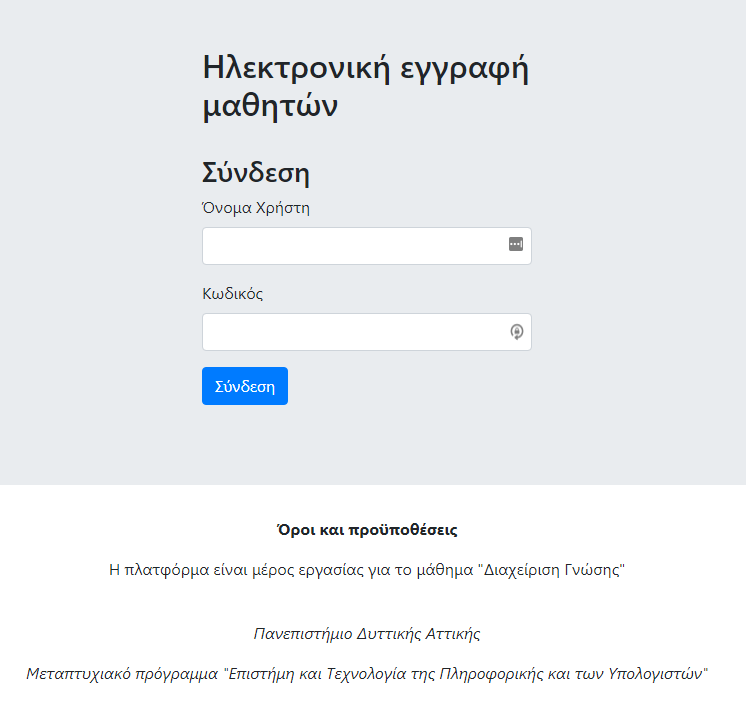 Ηλεκτρονική εγγραφή
μαθητών
Σύνδεση
Όνομα Χρήστη
Κωδικός
Σύνδεση
Όροι και προϋποθέσεις
Η πλατφόρμα είναι μέρος εργασίας για το μάθημα "Διαχείριση Γνώσης"
Πανεπιστήμιο Δυττικής Αττικής
Μεταπτυχιακό πρόγραμμα "Επιστήμη και Τεχνολογία της Πληροφορικής και των Υπολογιστών"